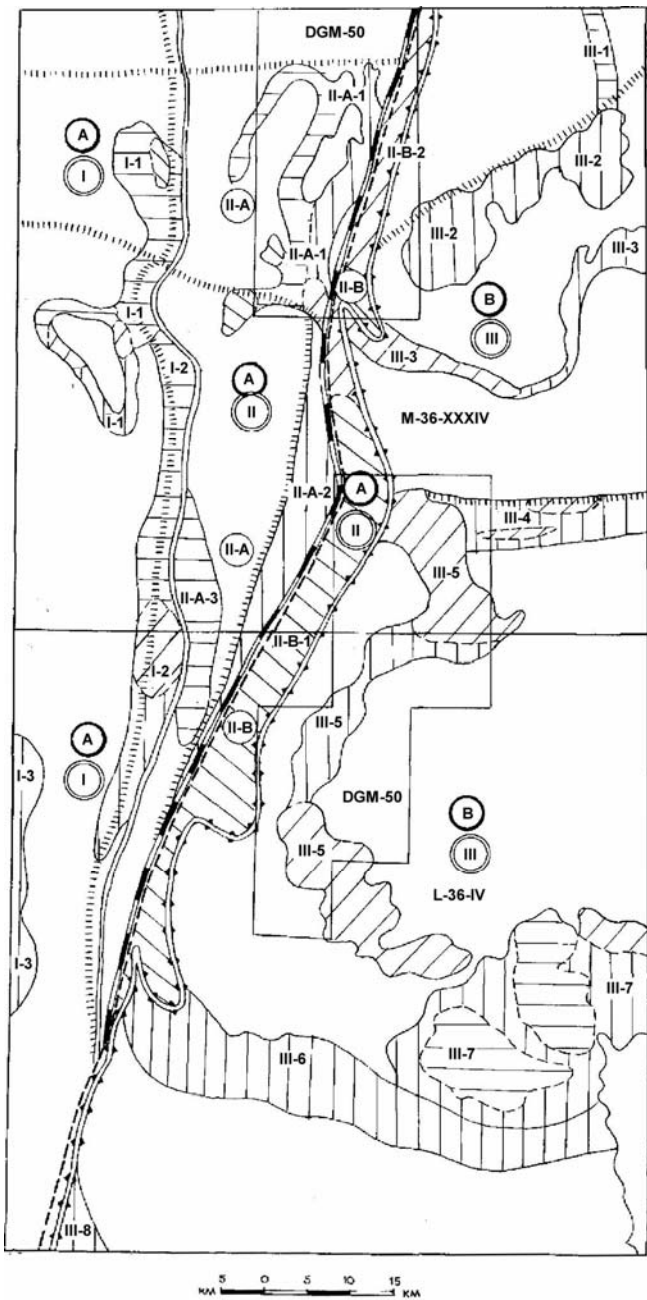 DGM-50
III-1
II-A-1
A
I
I-1
II-B-2
III-2
II-A
III-2
II-A-1
III-3
II-B
B
III
I-1
III-3
I-2
A
II
I-1
M-36-XXXIV
II-A-2
A
II
III-4
II-A
III-5
II-A-3
II-B-1
I-2
III-5
II-B
A
I
I-3
DGM-50
B
III
III-5
L-36-IV
I-3
III-7
III-7
III-6
III-8
5 0 5 10 15
КМ КМ